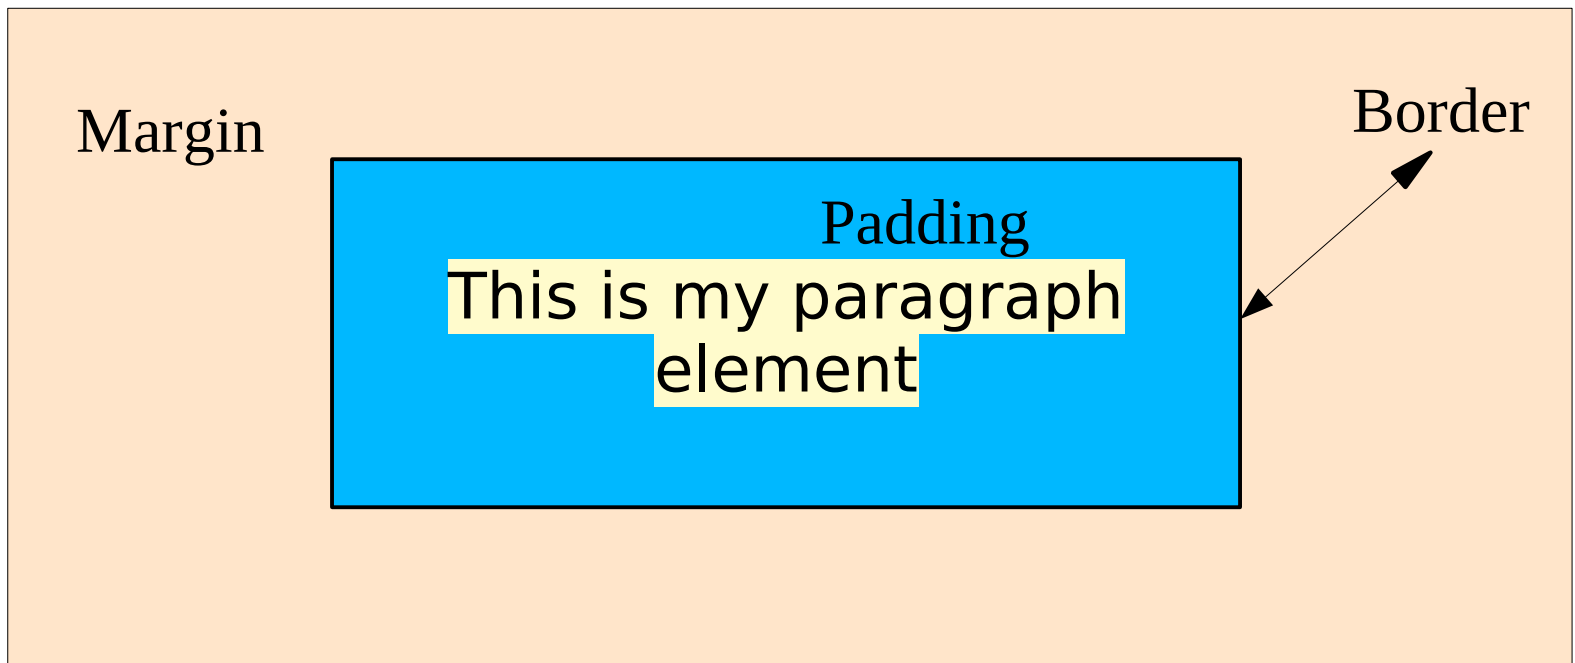 Margin
Border
Padding
This is my paragraph
element